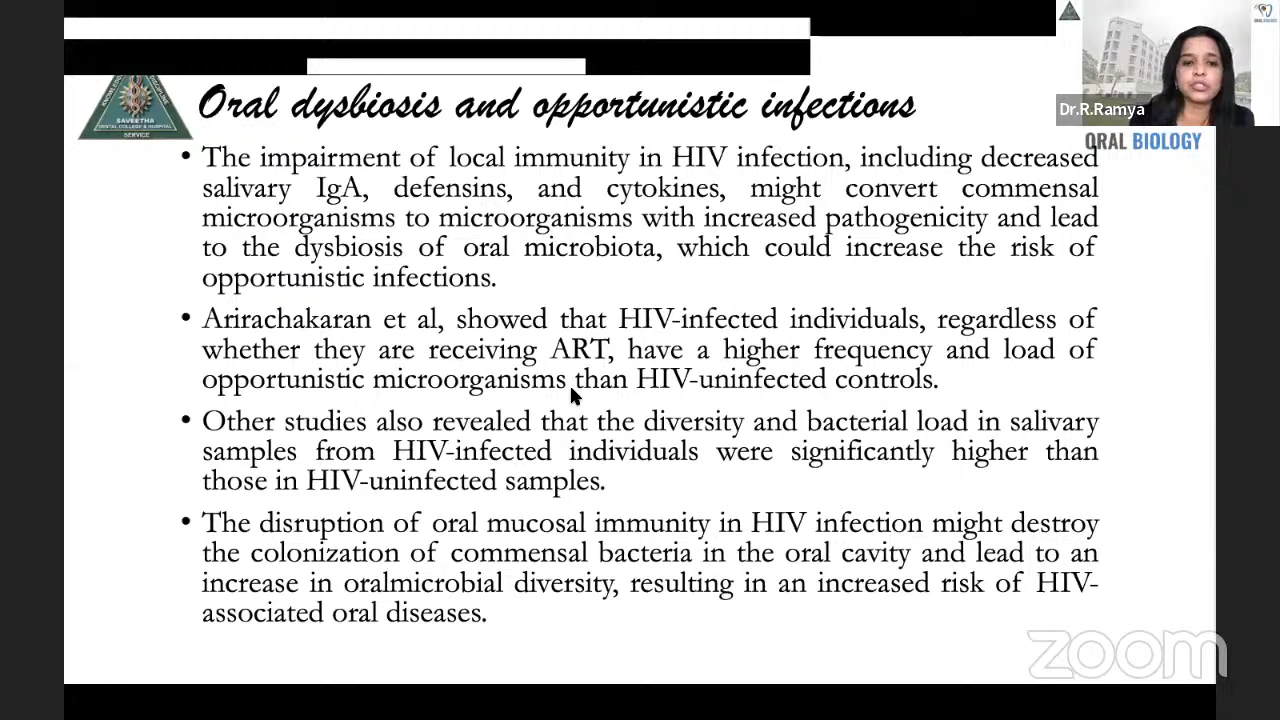 Oral dysbiosis and opportunistic infections
SAVEETHA
DENTAL COLLEGE & HOSPITAL
SERVICE
Dr.R.Ramya
ORAL BIOLOGY
• The impairment of local immunity in HIV infection, including decreased
salivary IgA, defensins, and cytokines, might convert commensal
microorganisms to microorganisms with increased pathogenicity and lead
to the dysbiosis of oral microbiota, which could increase the risk of
opportunistic infections.
• Arirachakaran et al, showed that HIV-infected individuals, regardless of
whether they are receiving ART, have a higher frequency and load of
opportunistic microorganisms than HIV-uninfected controls.
• Other studies also revealed that the diversity and bacterial load in salivary
samples from HIV-infected individuals were significantly higher than
those in HIV-uninfected samples.
• The disruption of oral mucosal immunity in HIV infection might destroy
the colonization of commensal bacteria in the oral cavity and lead to an
increase in oralmicrobial diversity, resulting in an increased risk of HIV-
associated oral diseases.
zoom